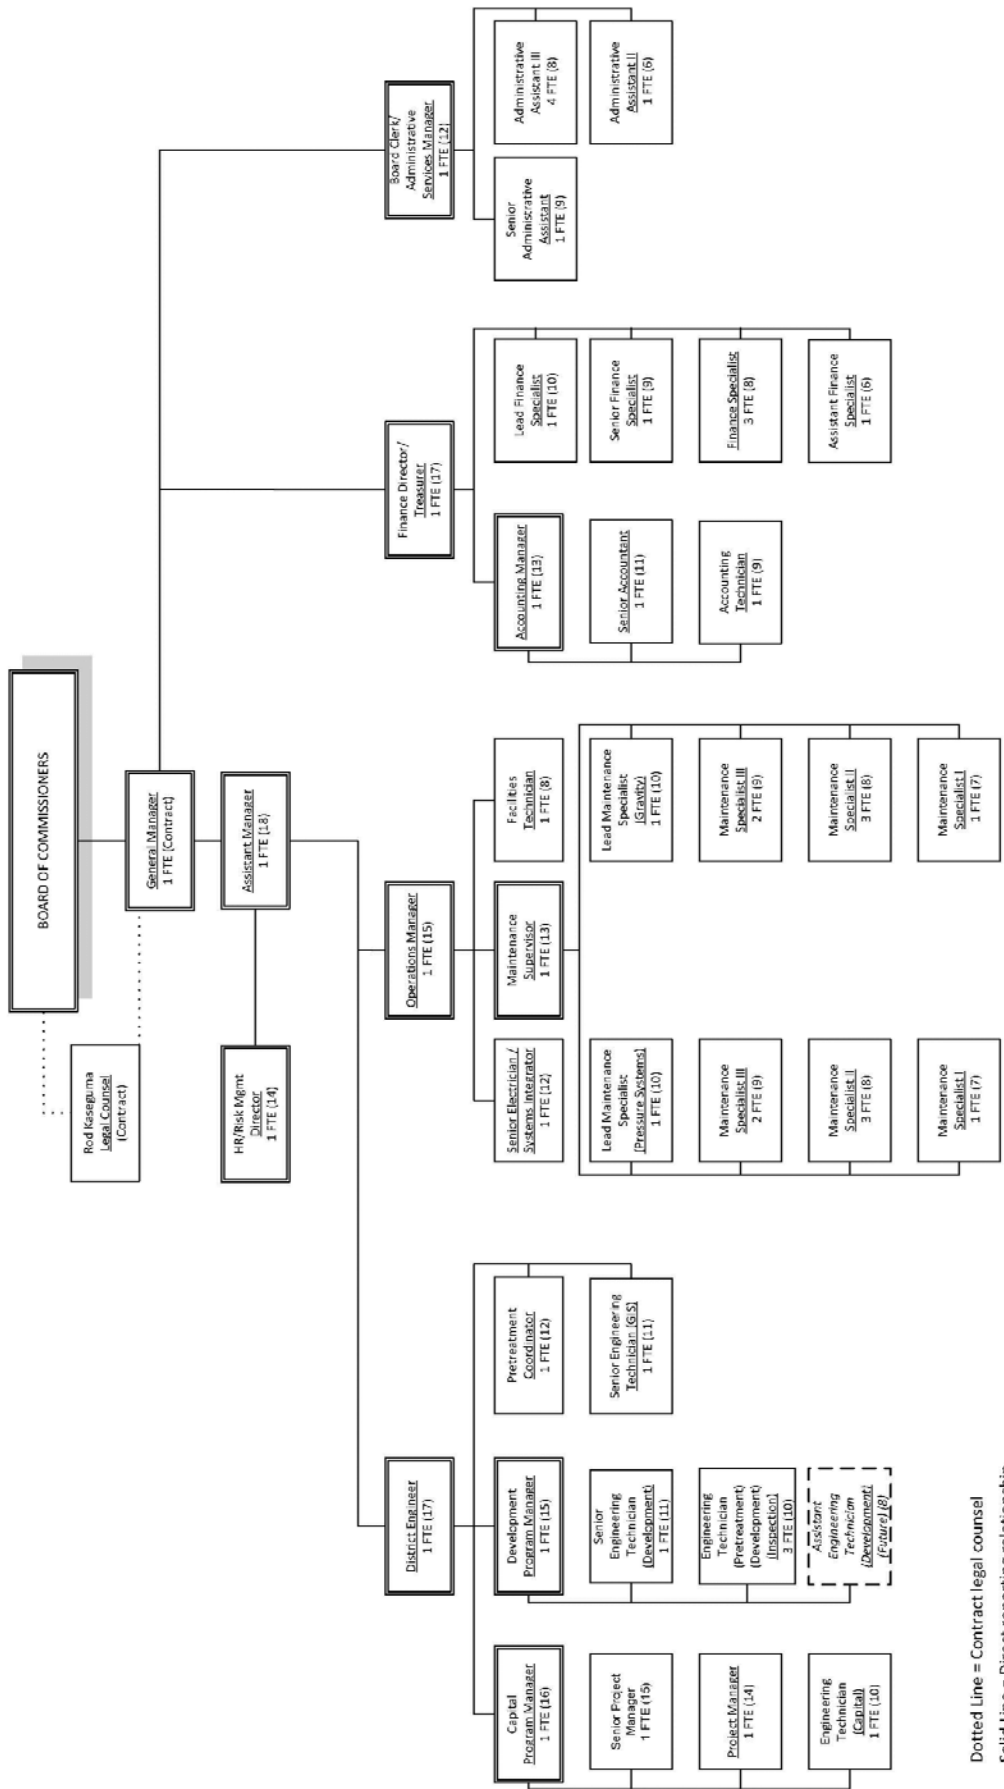 BOARD OF COMMISSIONERS
Rod Kaseguma
Legal Counsel
(Contract)
General Manager
1 FTE (Contract)
HR/Risk Mgmt
Director
1 FTE (14)
Assistant Manager
1 FTE (18)
District Engineer
1 FTE (17)
Operations Manager
1 FTE (15)
Finance Director/
Treasurer
1 FTE (17)
Board Clerk/
Administrative
Services Manager
1 FTE (12)
Capital
Program Manager
1 FTE (16)
Senior Project
Manager
1 FTE (15)
Project Manager
1 FTE (14)
Engineering
Technician
(Capital)
1 FTE (10)
Development
Program Manager
1 FTE (15)
Senior
Engineering
Technician
(Development)
1 FTE (11)
Engineering
Technician
(Pretreatment)
(Development)
(Inspection)
3 FTE (10)
Assistant
Engineering
Technician
(Development)
(Future) (8)
Pretreatment
Coordinator
1 FTE (12)
Senior Engineering
Technician (GIS)
1 FTE (11)
Senior Electrician /
Systems Integrator
1 FTE (12)
Maintenance
Supervisor
1 FTE (13)
Facilities
Technician
1 FTE (8)
Lead Maintenance
Specialist
(Pressure Systems)
1 FTE (10)
Maintenance
Specialist III
2 FTE (9)
Maintenance
Specialist II
3 FTE (8)
Maintenance
Specialist I
1 FTE (7)
Lead Maintenance
Specialist
(Gravity)
1 FTE (10)
Maintenance
Specialist III
2 FTE (9)
Maintenance
Specialist II
3 FTE (8)
Maintenance
Specialist I
1 FTE (7)
Accounting Manager
1 FTE (13)
Senior Accountant
1 FTE (11)
Accounting
Technician
1 FTE (9)
Lead Finance
Specialist
1 FTE (10)
Senior Finance
Specialist
1 FTE (9)
Finance Specialist
3 FTE (8)
Assistant Finance
Specialist
1 FTE (6)
Senior
Administrative
Assistant
1 FTE (9)
Administrative
Assistant III
4 FTE (8)
Administrative
Assistant II
1 FTE (6)
Dotted Line = Contract legal counsel
Solid Line = Direct reporting relationship